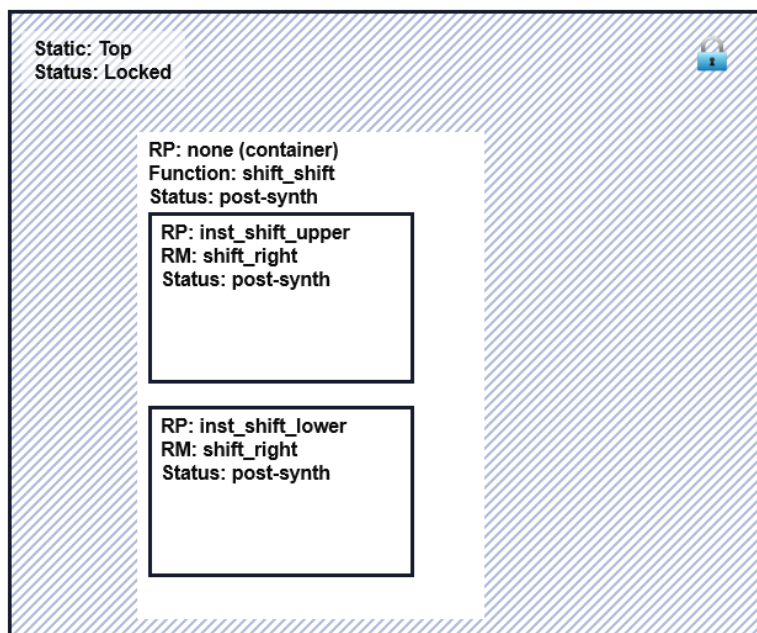 Static: Top
Status: Locked
RP: none (container)
Function: shift_shift
Status: post-synth
RP: inst_shift_upper
RM: shift_right
Status: post-synth
RP: inst_shift_lower
RM: shift_right
Status: post-synth